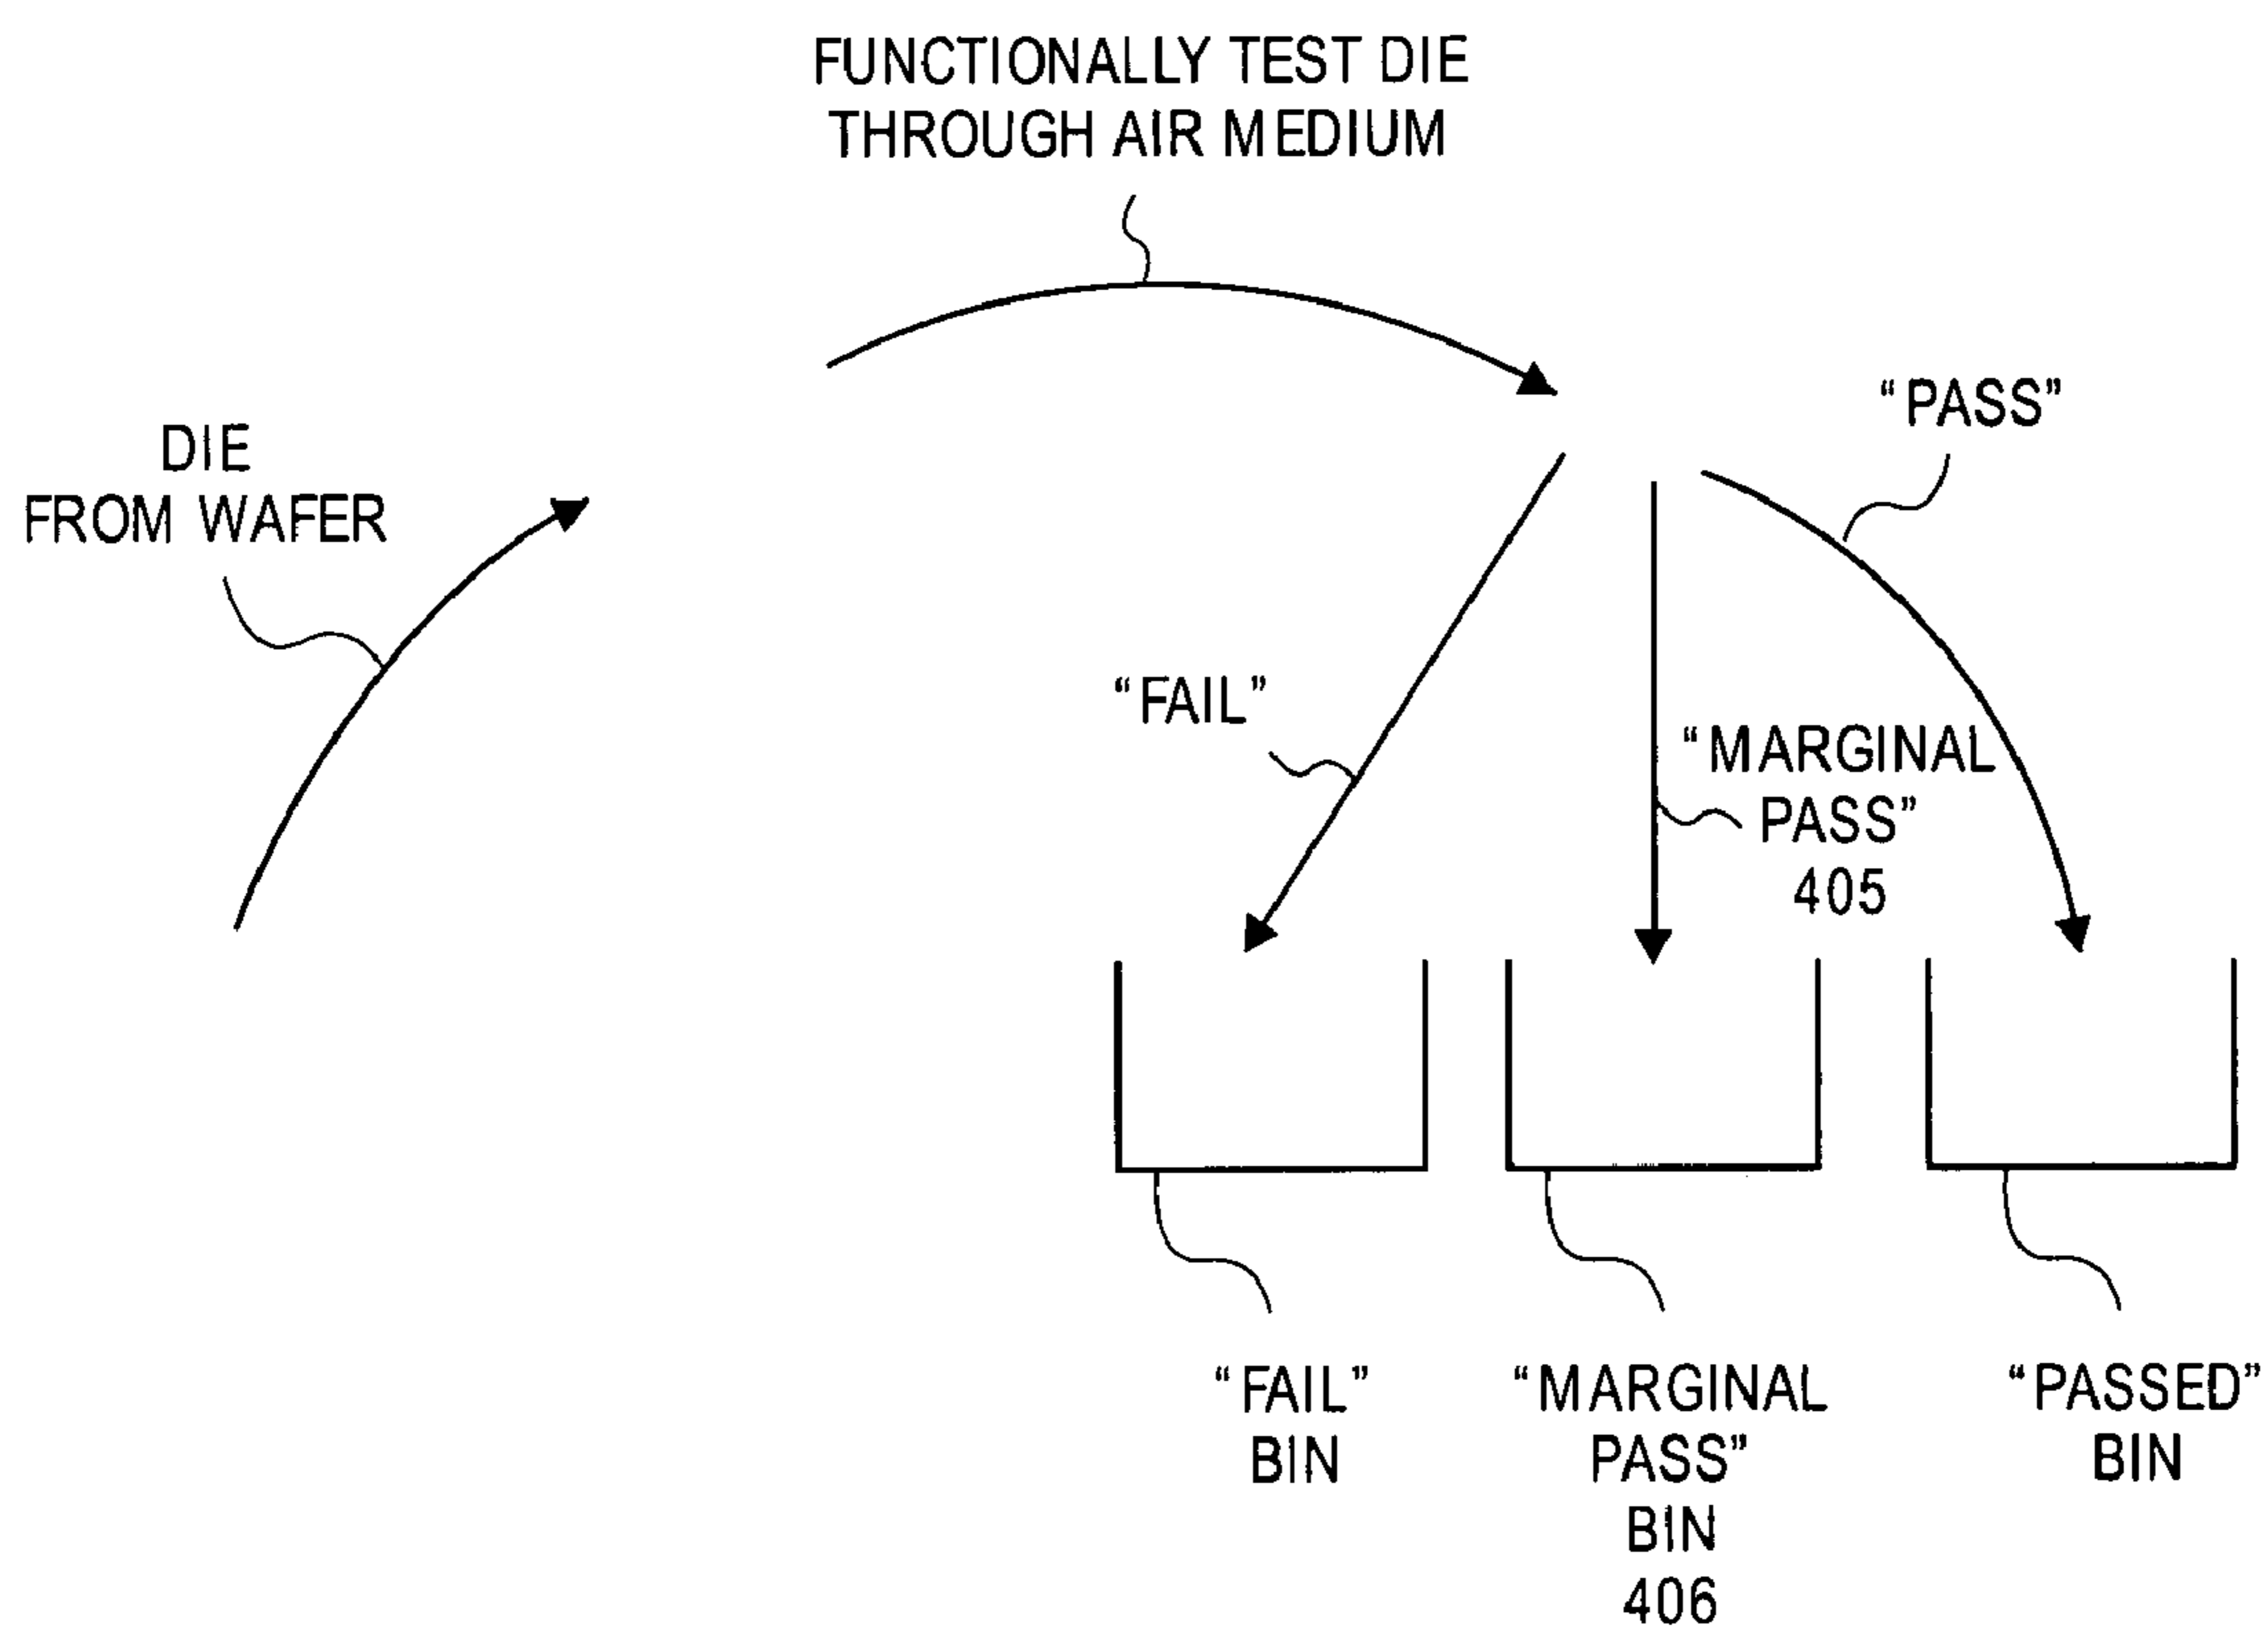 FUNCTIONALLY TEST DIE
THROUGH AIR MEDIUM
“PASS”
DIE
FROM WAFER
“FAIL”
“MARGINAL
PASS”
405
“FAIL”
BIN
“MARGINAL
PASS”
BIN
406
“PASSED”
BIN